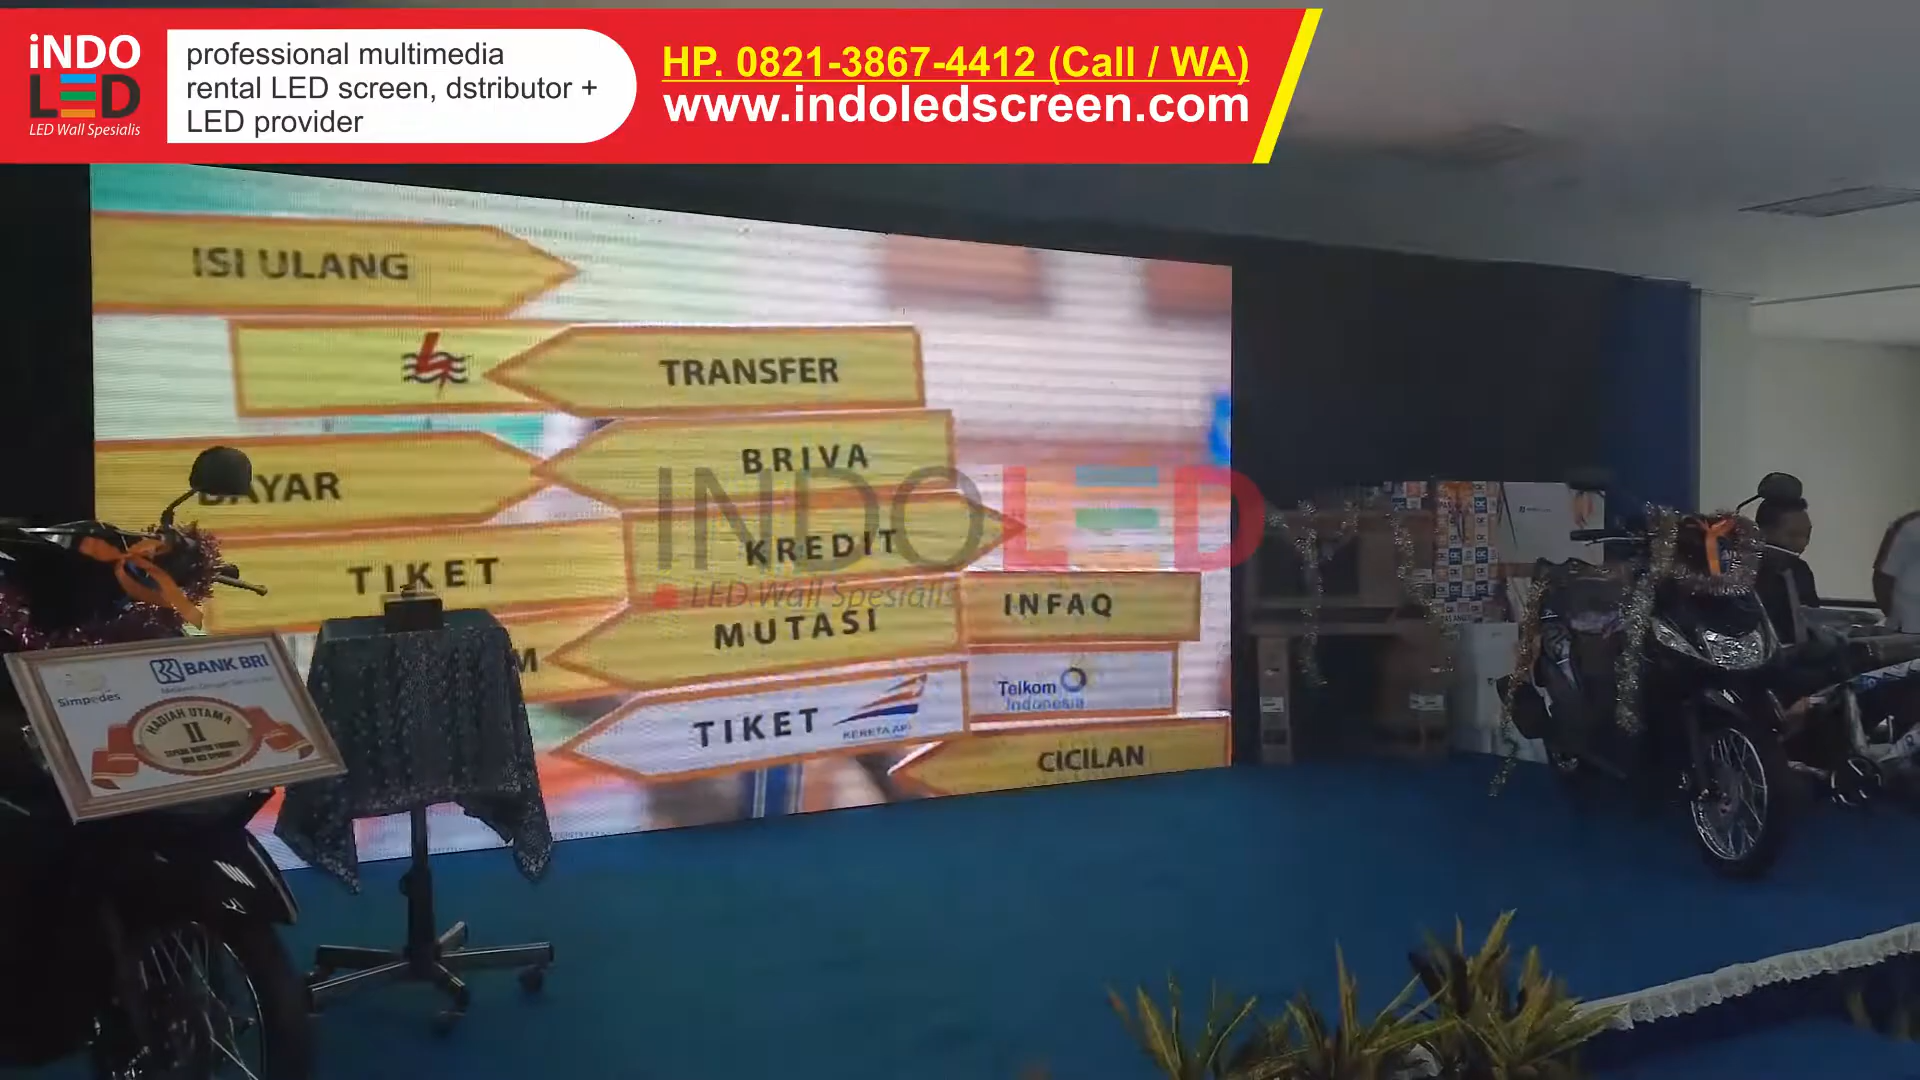 iNDO
LED
LED Wall Spesialis
professional multimedia
rental LED screen, dstributor +
LED provider
HP. 0821-3867-4412 (Call / WA)
www.indoledscreen.com
ISI ULANG
TRANSFER
BRIVA
BAYAR
KREDIT
TIKET
INFAQ
MUTASI
M
TIKET
KERETA API
Telkom
Indonesia
CICILAN
INDOLED
LED Wall Spesialis
BANK BRI
Simpedes
HADIAH UTAMA
II